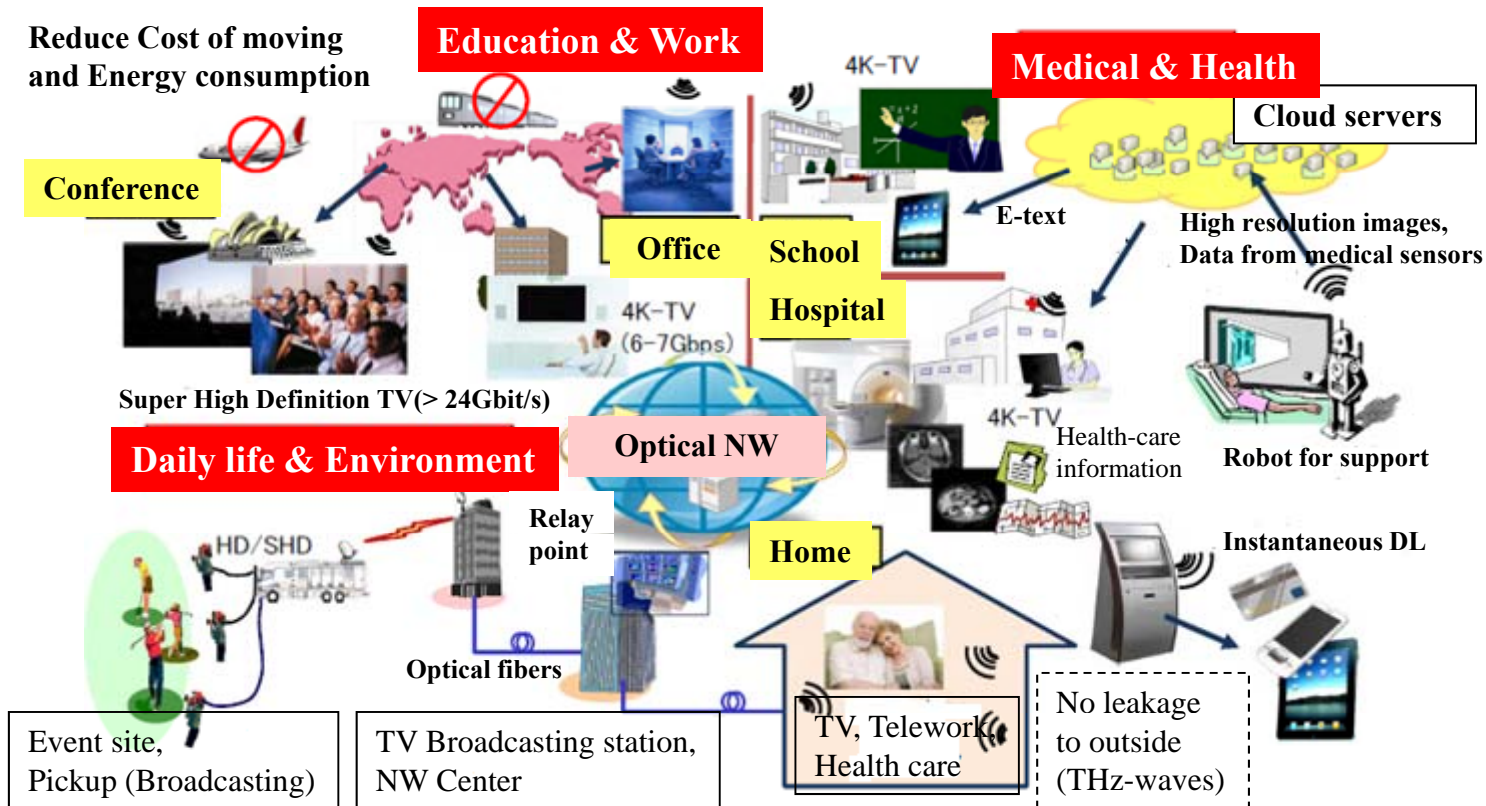 Reduce Cost of moving
and Energy consumption
Education & Work
4K-TV
Medical & Health
Cloud servers
Conference
E-text
High resolution images,
Data from medical sensors
Office
School
Hospital
4K-TV
(6-7Gbps)
Super High Definition TV(> 24Gbit/s)
4K-TV
Optical NW
Health-care
information
Robot for support
Daily life & Environment
Relay
point
HD/SHD
Home
Instantaneous DL
Optical fibers
Event site,
Pickup (Broadcasting)
TV Broadcasting station,
NW Center
TV, Telework,
Health care
No leakage
to outside
(THz-waves)